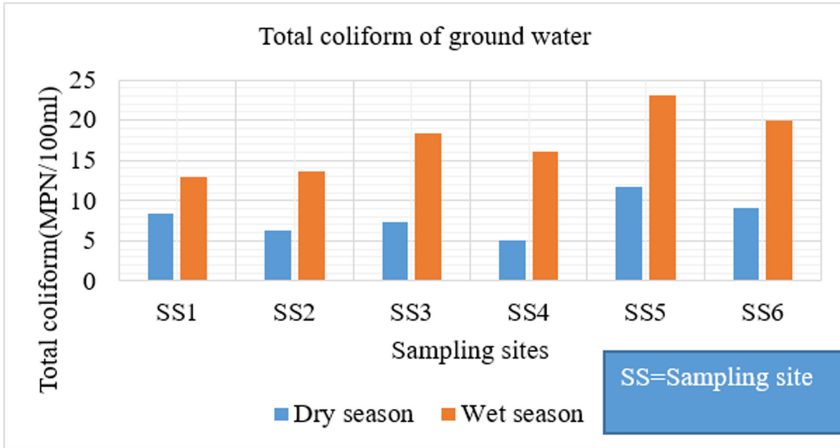 Total coliform of ground water
Total coliform(MPN/100ml)
25
20
15
10
5
0
SS1 SS2 SS3 SS4 SS5 SS6
Sampling sites
SS=Sampling site
Dry season Wet season